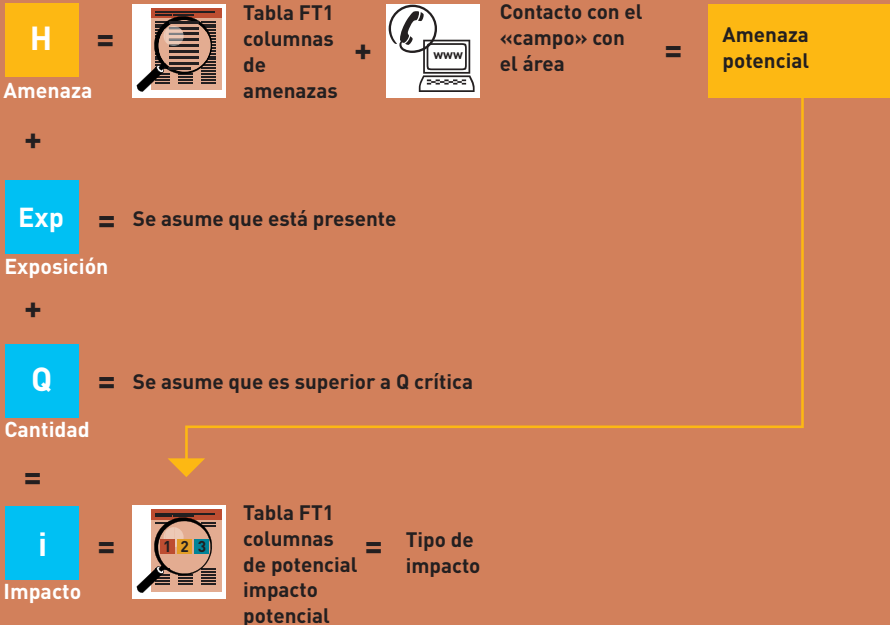 H
=
Tabla FT1
columnas
de
amenazas
+
www
Contacto con el
«campo» con
el área
=
Amenaza
potencial
Amenaza
+
Exp
= Se asume que está presente
Exposición
+
Q
= Se asume que es superior a Q crítica
Cantidad
=
i
=
1 2 3
Tabla FT1
columnas
de potencial
impacto
potencial
=
Tipo de
impacto
Impacto